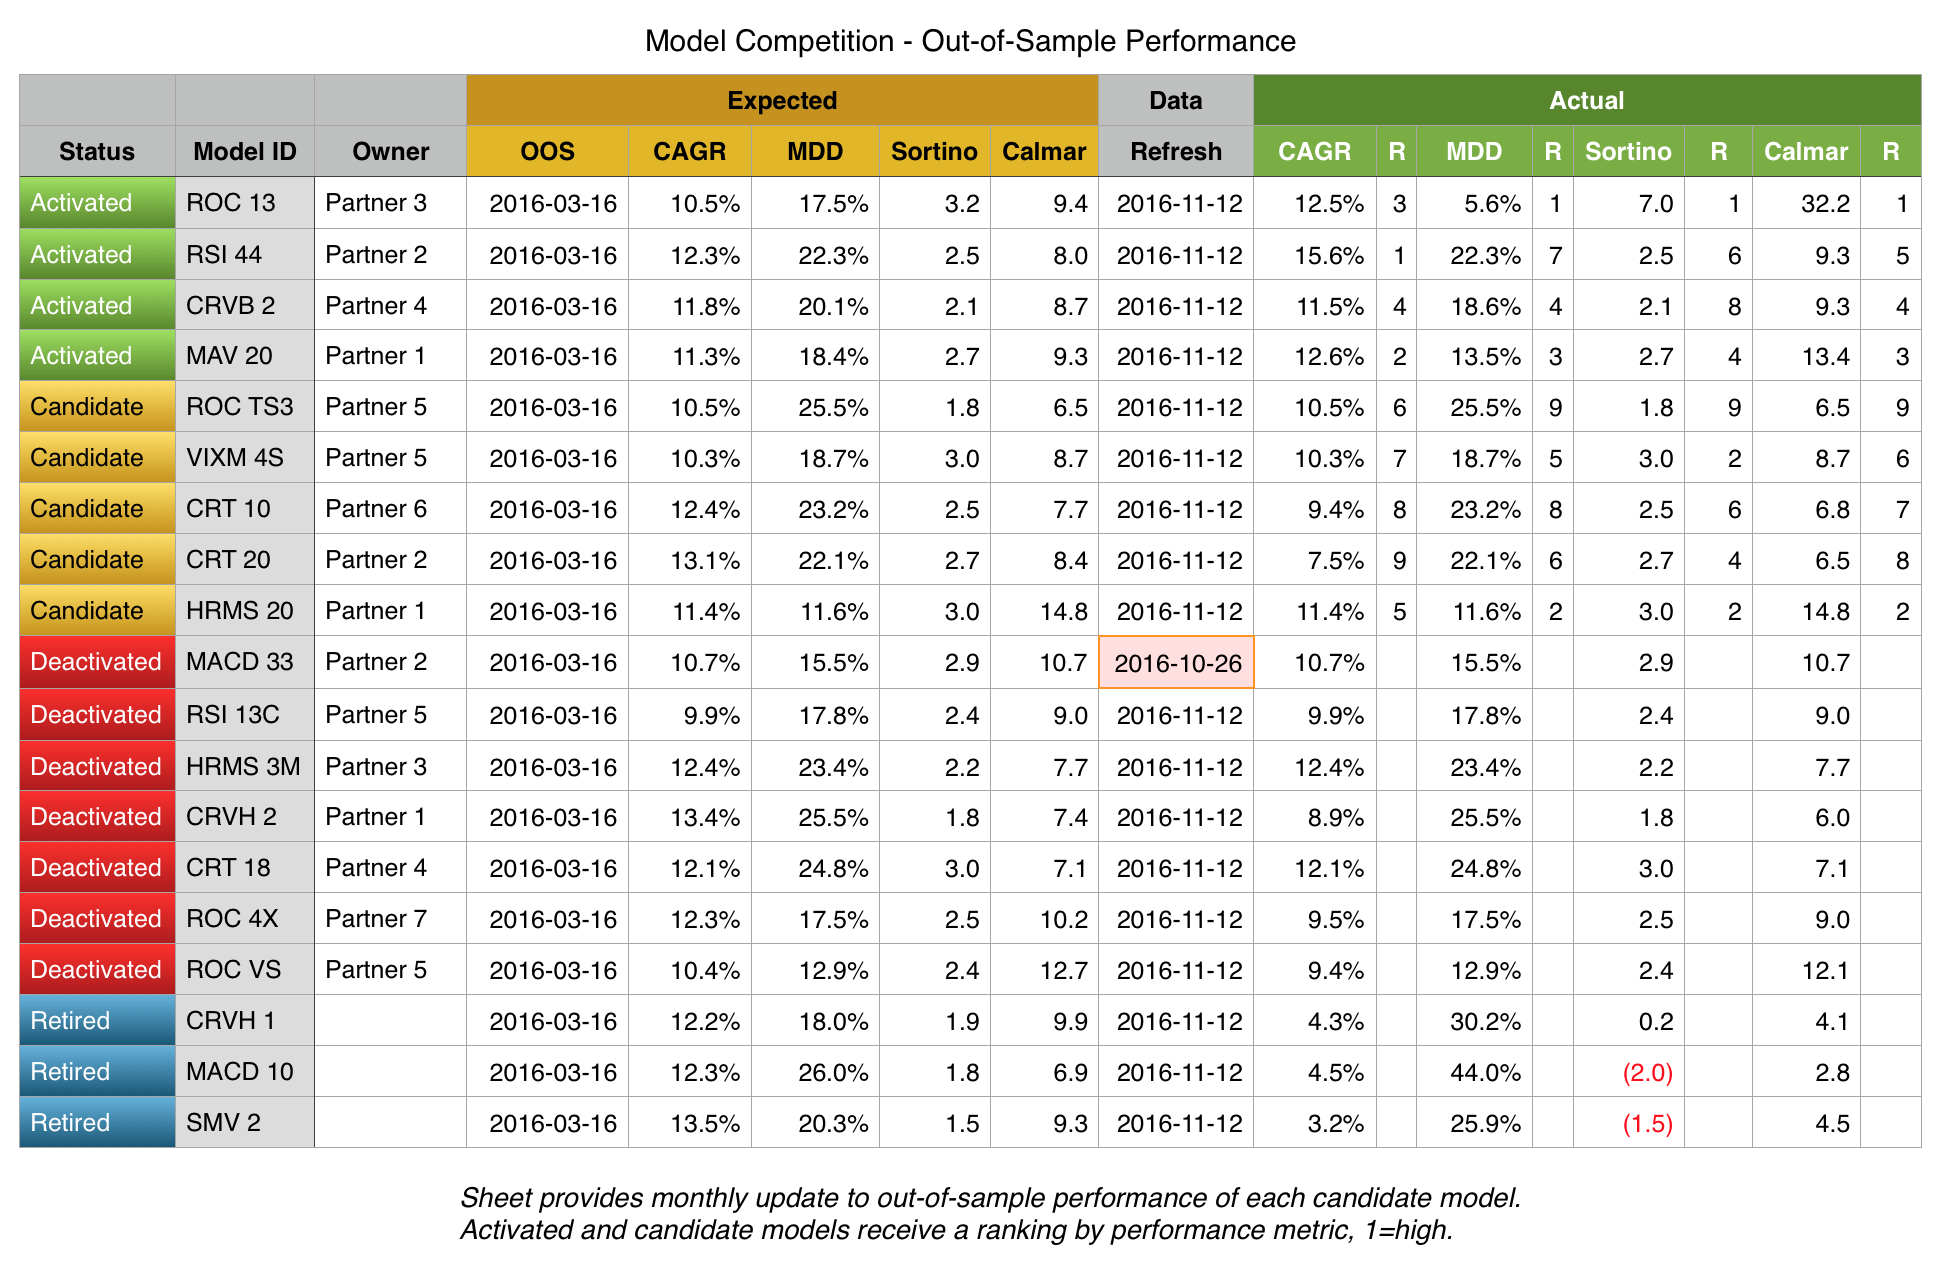 Model Competition - Out-of-Sample Performance
Expected Data Actual
Status Model ID Owner OOS CAGR MDD Sortino Calmar Refresh CAGR R MDD R Sortino R Calmar R
Activated ROC 13 Partner 3 2016-03-16 10.5% 17.5% 3.2 9.4 2016-11-12 12.5% 3 5.6% 1 7.0 1 32.2 1
Activated RSI 44 Partner 2 2016-03-16 12.3% 22.3% 2.5 8.0 2016-11-12 15.6% 1 22.3% 7 2.5 6 9.3 5
Activated CRVB 2 Partner 4 2016-03-16 11.8% 20.1% 2.1 8.7 2016-11-12 11.5% 4 18.6% 4 2.1 8 9.3 4
Activated MAV 20 Partner 1 2016-03-16 11.3% 18.4% 2.7 9.3 2016-11-12 12.6% 2 13.5% 3 2.7 4 13.4 3
Candidate ROC TS3 Partner 5 2016-03-16 10.5% 25.5% 1.8 6.5 2016-11-12 10.5% 6 25.5% 9 1.8 9 6.5 9
Candidate VIXM 4S Partner 5 2016-03-16 10.3% 18.7% 3.0 8.7 2016-11-12 10.3% 7 18.7% 5 3.0 2 8.7 6
Candidate CRT 10 Partner 6 2016-03-16 12.4% 23.2% 2.5 7.7 2016-11-12 9.4% 8 23.2% 8 2.5 6 6.8 7
Candidate CRT 20 Partner 2 2016-03-16 13.1% 22.1% 2.7 8.4 2016-11-12 7.5% 9 22.1% 6 2.7 4 6.5 8
Candidate HRMS 20 Partner 1 2016-03-16 11.4% 11.6% 3.0 14.8 2016-11-12 11.4% 5 11.6% 2 3.0 2 14.8 2
Deactivated MACD 33 Partner 2 2016-03-16 10.7% 15.5% 2.9 10.7 2016-10-26 10.7% 15.5% 2.9 10.7
Deactivated RSI 13C Partner 5 2016-03-16 9.9% 17.8% 2.4 9.0 2016-11-12 9.9% 17.8% 2.4 9.0
Deactivated HRMS 3M Partner 3 2016-03-16 12.4% 23.4% 2.2 7.7 2016-11-12 12.4% 23.4% 2.2 7.7
Deactivated CRVH 2 Partner 1 2016-03-16 13.4% 25.5% 1.8 7.4 2016-11-12 8.9% 25.5% 1.8 6.0
Deactivated CRT 18 Partner 4 2016-03-16 12.1% 24.8% 3.0 7.1 2016-11-12 12.1% 24.8% 3.0 7.1
Deactivated ROC 4X Partner 7 2016-03-16 12.3% 17.5% 2.5 10.2 2016-11-12 9.5% 17.5% 2.5 9.0
Deactivated ROC VS Partner 5 2016-03-16 10.4% 12.9% 2.4 12.7 2016-11-12 9.4% 12.9% 2.4 12.1
Retired CRVH 1 2016-03-16 12.2% 18.0% 1.9 9.9 2016-11-12 4.3% 30.2% 0.2 4.1
Retired MACD 10 2016-03-16 12.3% 26.0% 1.8 6.9 2016-11-12 4.5% 44.0% (2.0) 2.8
Retired SMV 2 2016-03-16 13.5% 20.3% 1.5 9.3 2016-11-12 3.2% 25.9% (1.5) 4.5
Sheet provides monthly update to out-of-sample performance of each candidate model.
Activated and candidate models receive a ranking by performance metric, 1=high.